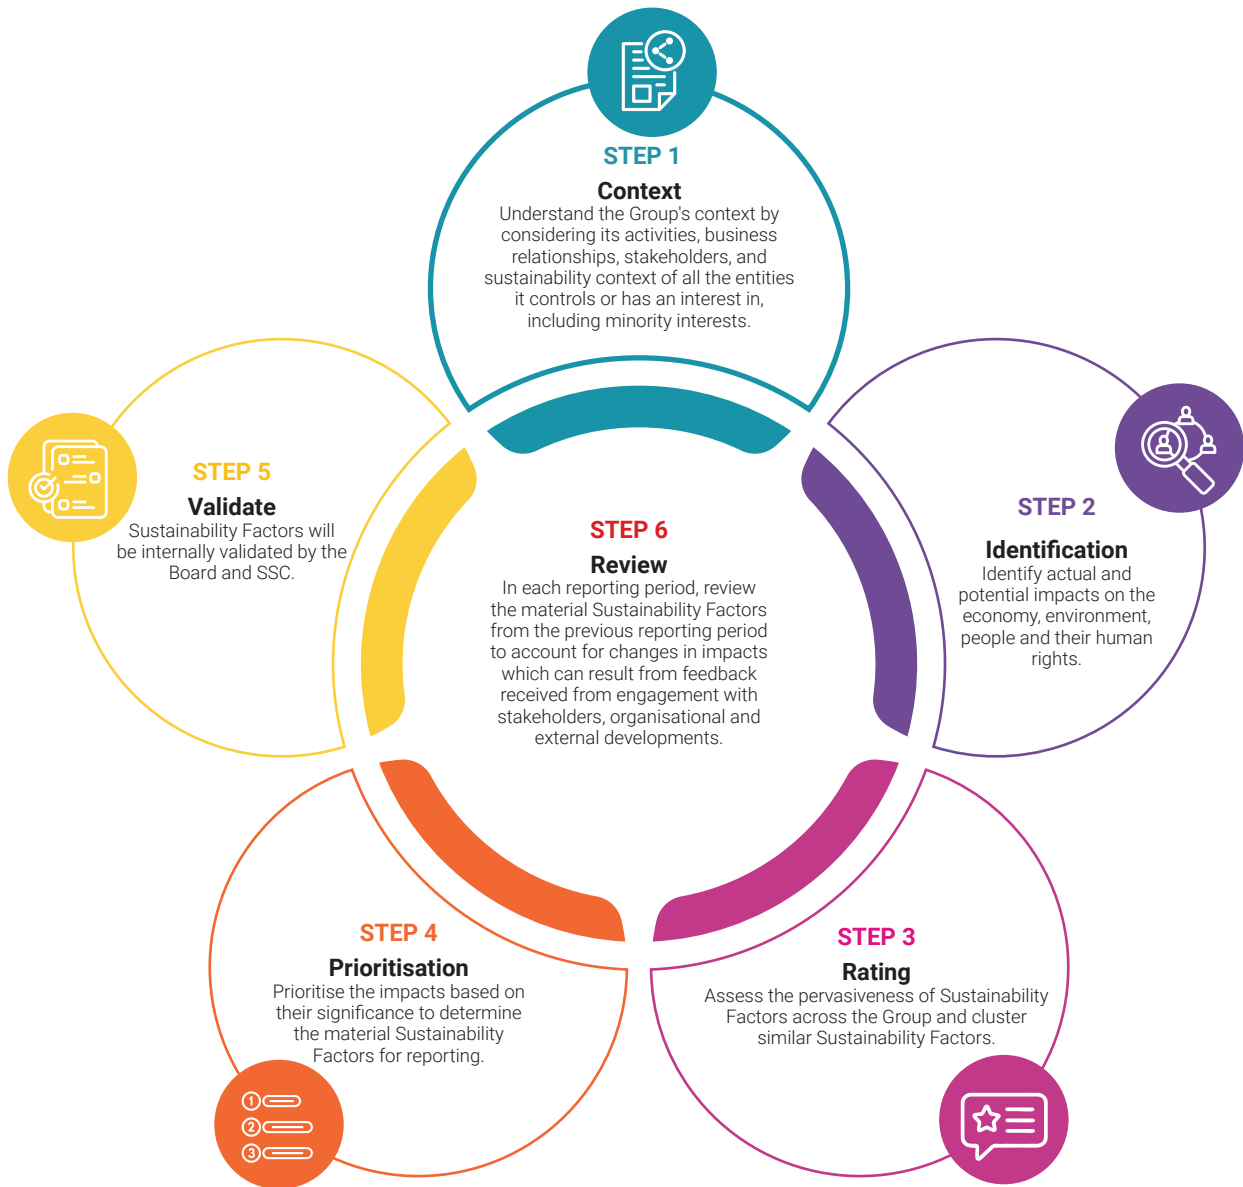 STEP 1
Context
Understand the Group's context by
considering its activities, business
relationships, stakeholders, and
sustainability context of all the entities
it controls or has an interest in,
including minority interests.
STEP 2
Identification
Identify actual and
potential impacts on the
economy, environment,
people and their human
rights.
STEP 3
Rating
Assess the pervasiveness of Sustainability
Factors across the Group and cluster
similar Sustainability Factors.
STEP 4
Prioritisation
Prioritise the impacts based on
their significance to determine
the material Sustainability
Factors for reporting.
1
2
3
STEP 5
Validate
Sustainability Factors will
be internally validated by the
Board and SSC.
STEP 6
Review
In each reporting period, review
the material Sustainability Factors
from the previous reporting period
to account for changes in impacts
which can result from feedback
received from engagement with
stakeholders, organisational and
external developments.